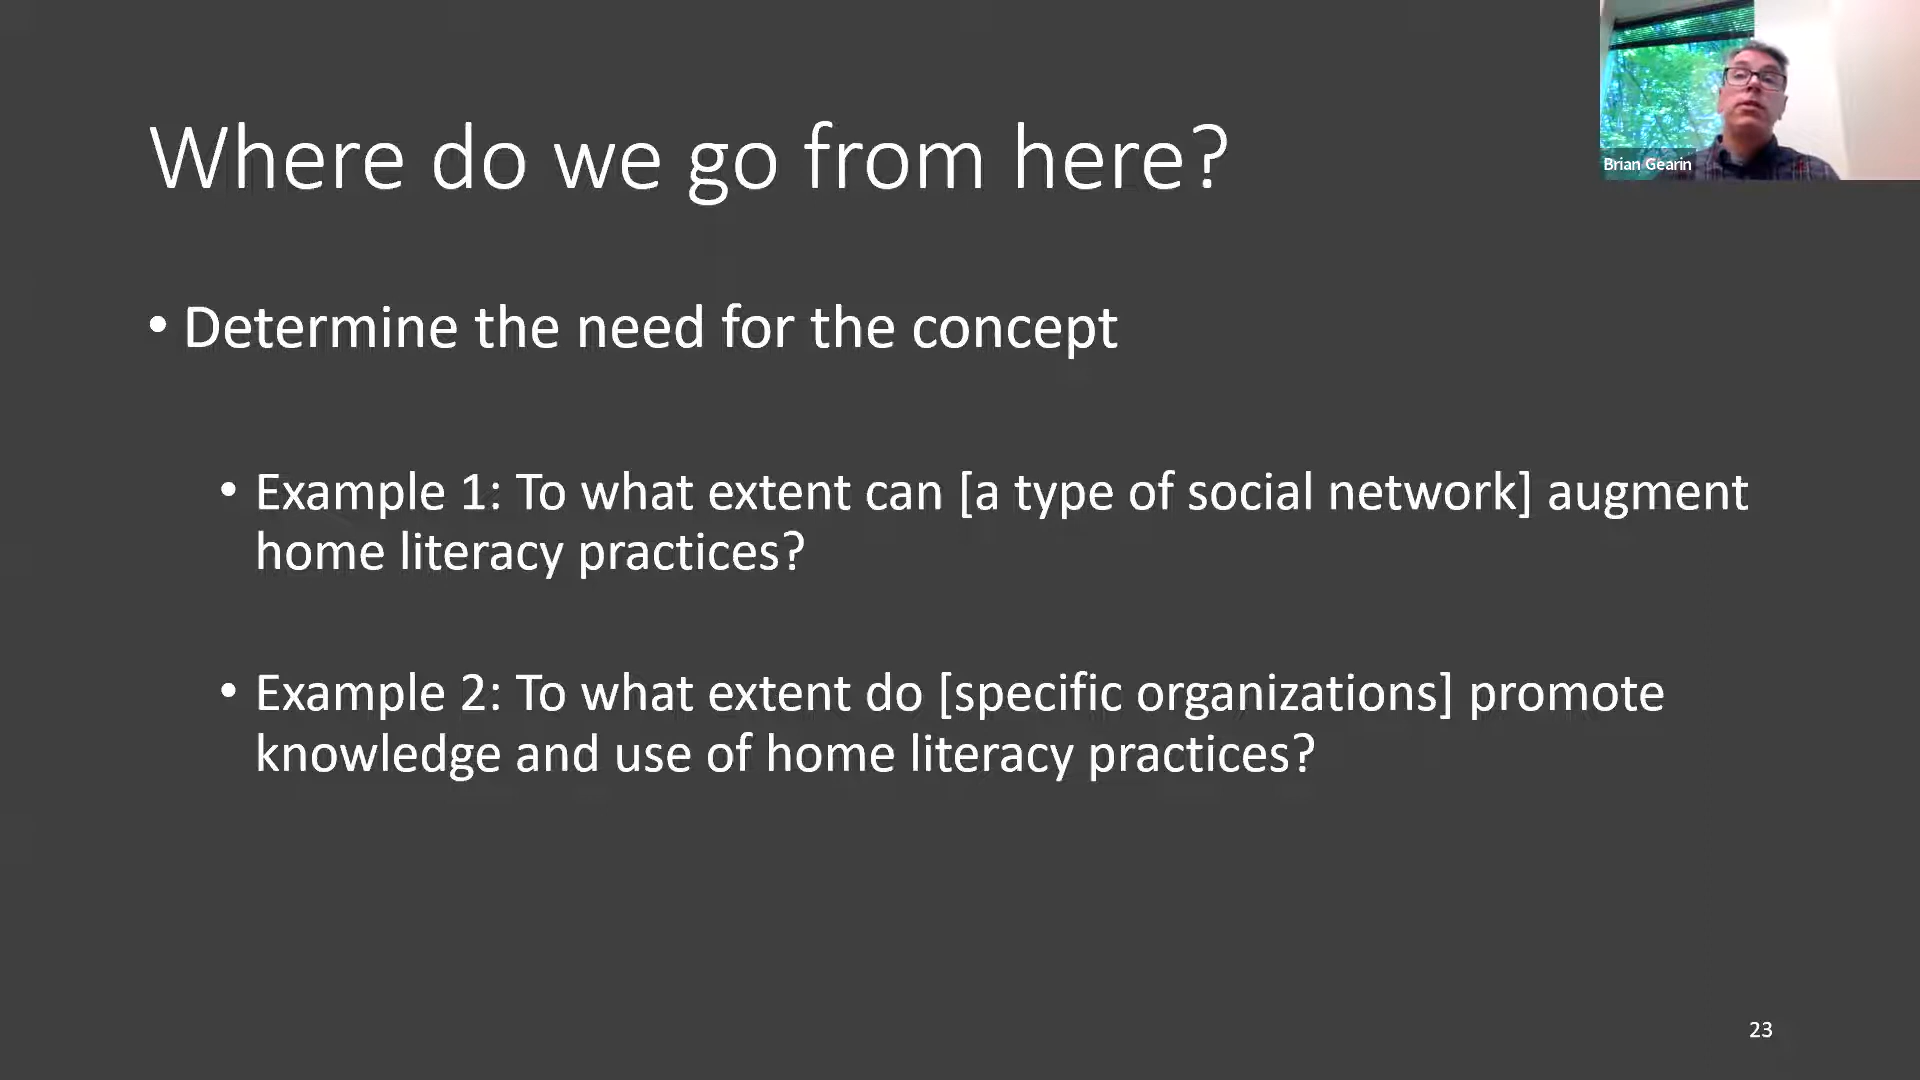 Where do we go from here?
Brian Gearin
• Determine the need for the concept
• Example 1: To what extent can [a type of social network] augment
home literacy practices?
• Example 2: To what extent do [specific organizations] promote
knowledge and use of home literacy practices?
23